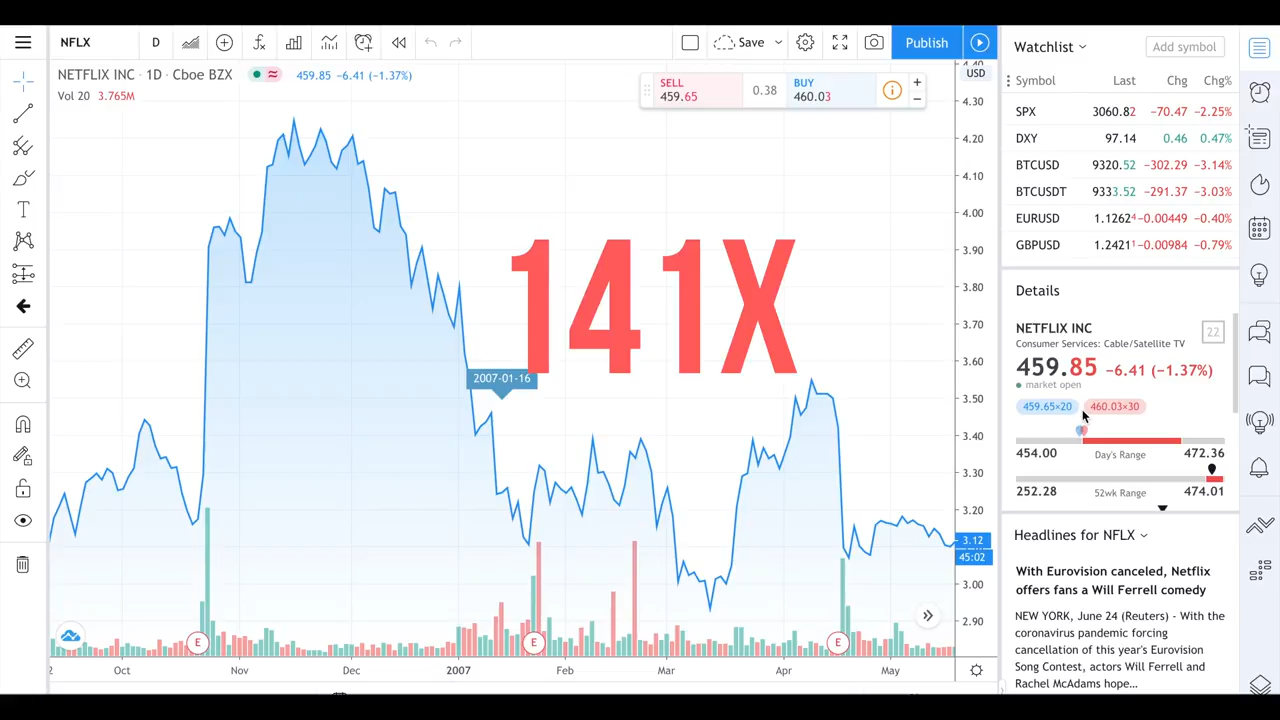 NFLX D Save Publish
NETFLIX INC · 1D · Cboe BZX 459.85 −6.41 (−1.37%)
Vol 20 3.765M
SELL
459.65
0.38
BUY
460.03
USD
4.30
4.20
4.10
4.00
3.90
3.80
3.70
3.60
3.50
3.40
3.30
3.20
3.12
45:02
3.00
2.90
141X
2007-01-16
E E E
Oct Nov Dec 2007 Feb Mar Apr May
Watchlist Add symbol
Symbol Last Chg Chg%
SPX 3060.82 −70.47 −2.25%
DXY 97.14 0.46 0.47%
BTCUSD 9320.52 −302.29 −3.14%
BTCUSDT 9333.52 −291.37 −3.03%
EURUSD 1.12624 −0.00449 −0.40%
GBPUSD 1.24211 −0.00984 −0.79%
Details
NETFLIX INC 22
Consumer Services: Cable/Satellite TV
459.85 −6.41 (−1.37%)
market open
459.65×20 460.03×30
454.00 Day's Range 472.36
252.28 52wk Range 474.01
Headlines for NFLX
With Eurovision canceled, Netflix
offers fans a Will Ferrell comedy
NEW YORK, June 24 (Reuters) - With the
coronavirus pandemic forcing
cancellation of this year's Eurovision
Song Contest, actors Will Ferrell and
Rachel McAdams hope...